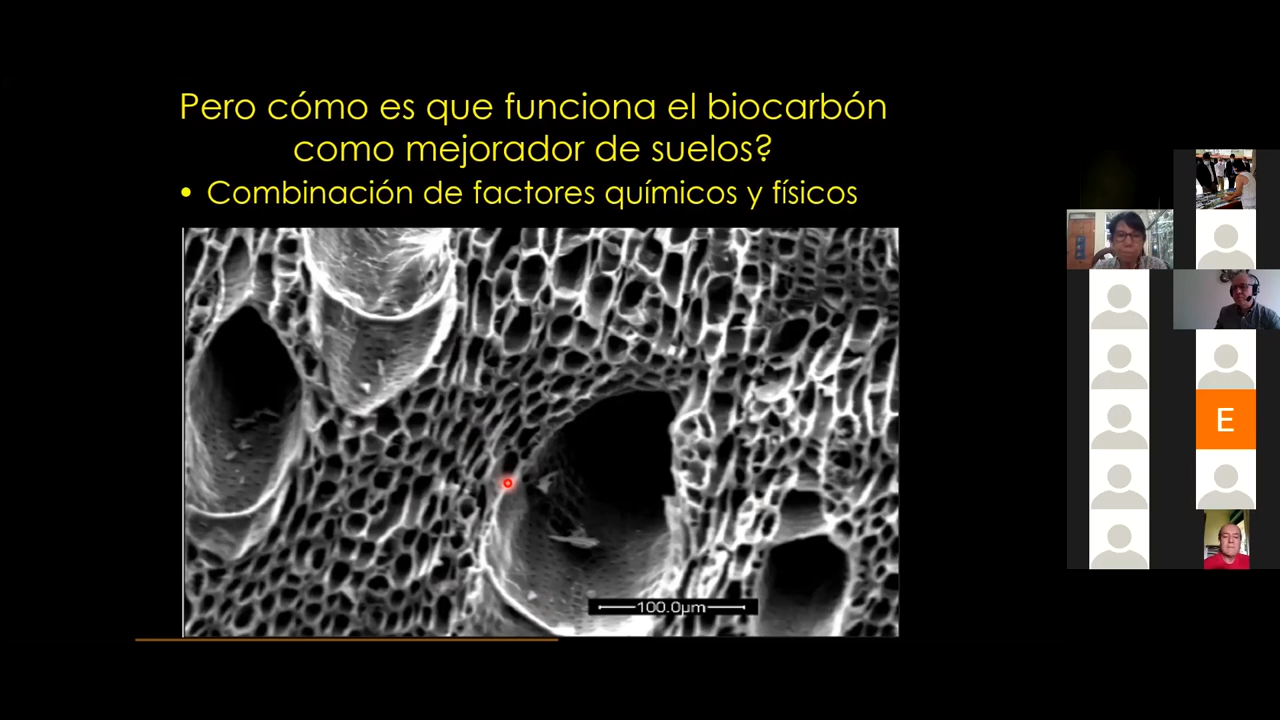 Pero cómo es que funciona el biocarbón
como mejorador de suelos?
• Combinación de factores químicos y físicos
E
100.0µm